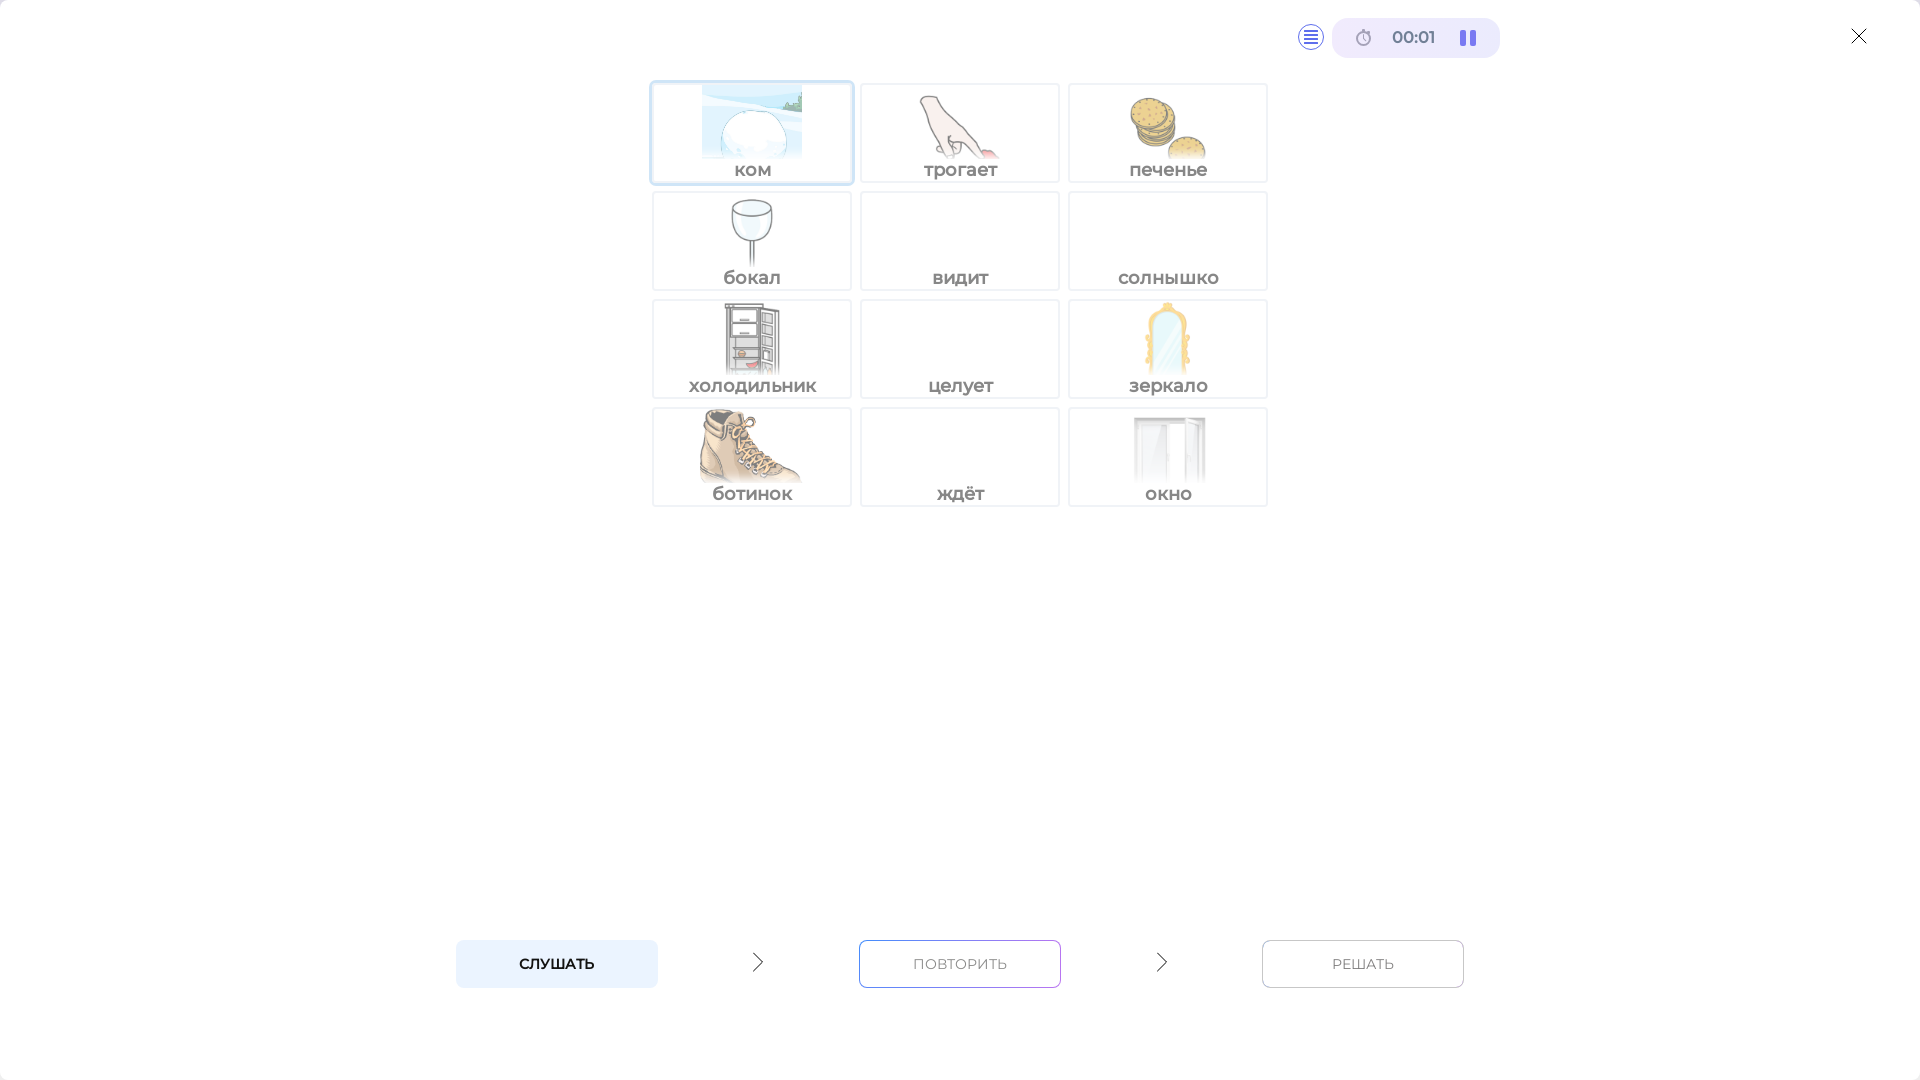 00:01
ком
трогает
печенье
бокал
видит
солнышко
холодильник
целует
зеркало
ботинок
ждёт
окно
СЛУШАТЬ
ПОВТОРИТЬ
РЕШАТЬ